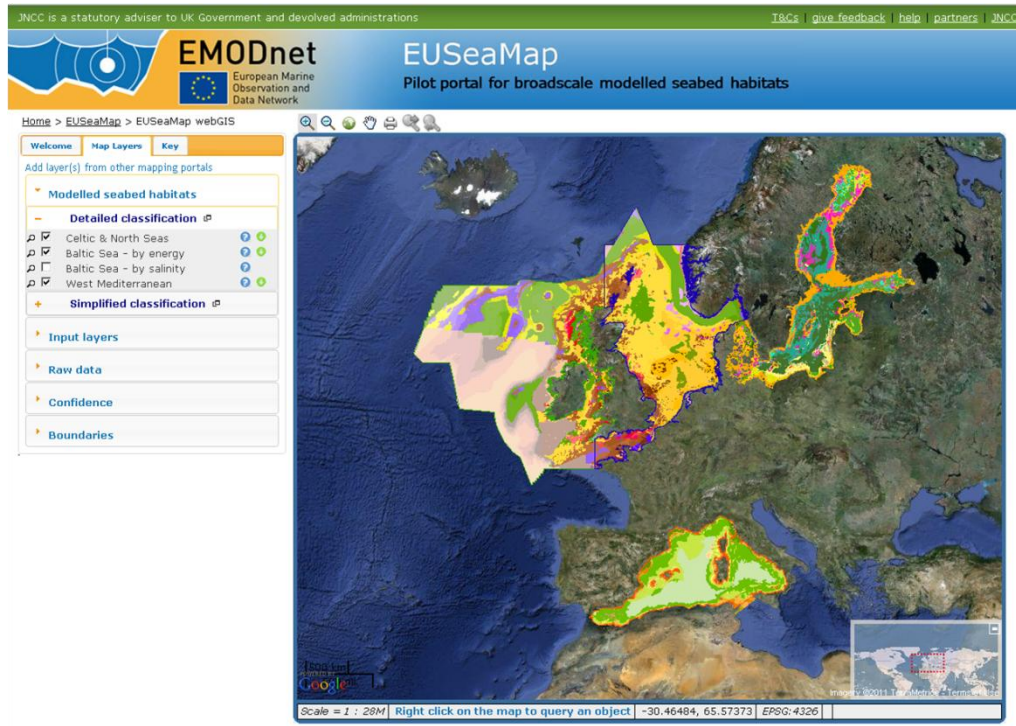 JNCC is a statutory adviser to UK Government and devolved administrations
T&Cs | give feedback | help | partners | JNCC
EMODnet
European Marine
Observation and
Data Network
EUSeaMap
Pilot portal for broadscale modelled seabed habitats
Home > EUSeaMap > EUSeaMap webGIS
Welcome
Map Layers
Key
Add layer(s) from other mapping portals
Modelled seabed habitats
Detailed classification
Celtic & North Seas
Baltic Sea - by energy
Baltic Sea - by salinity
West Mediterranean
Simplified classification
Input layers
Raw data
Confidence
Boundaries
Google
Imagery ©2011 TerraMetrics - Terms
Scale = 1 : 28M
Right click on the map to query an object
-30.46484, 65.57373
EPSG:4326